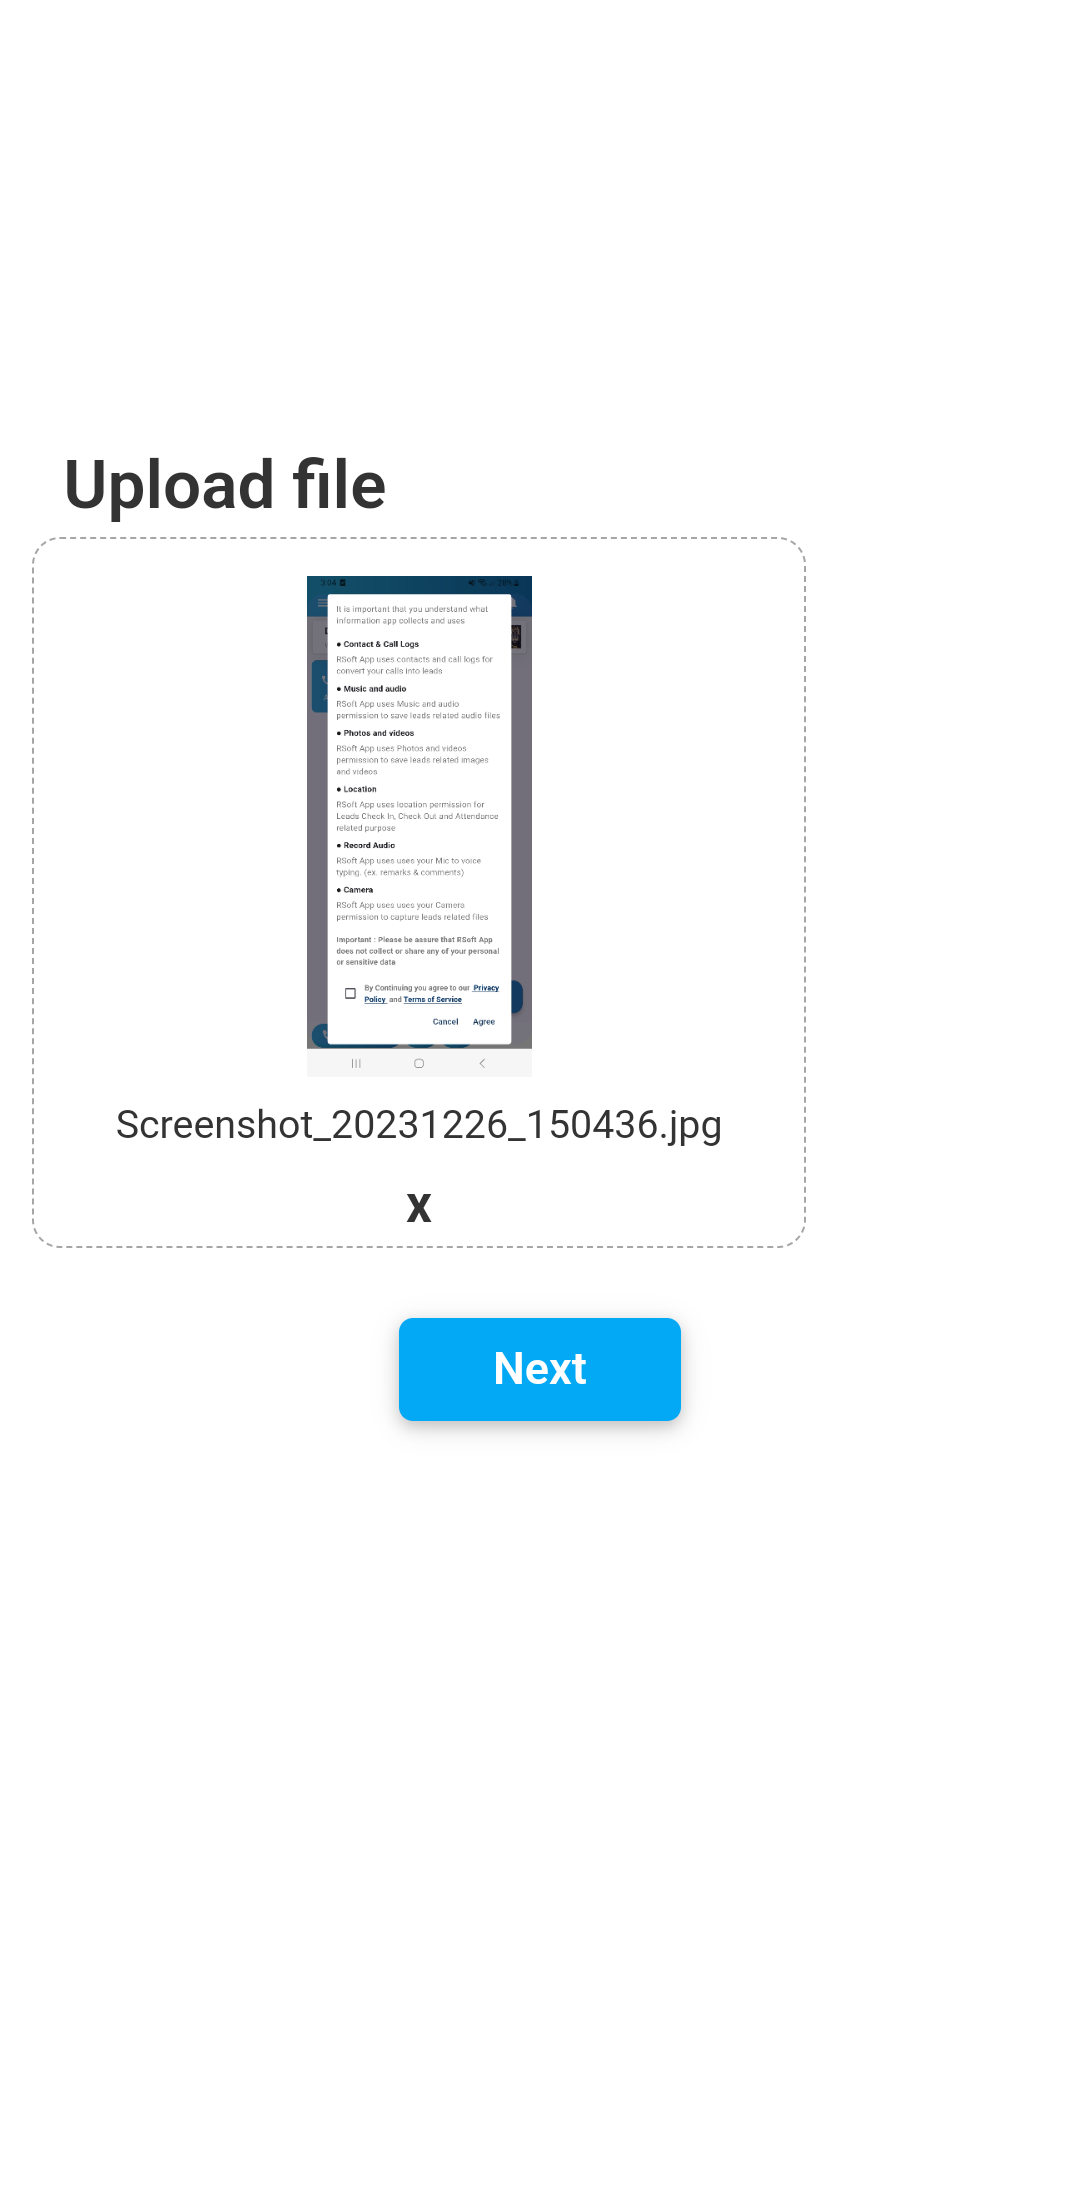 Upload file
3:04
28%
It is important that you understand what
information app collects and uses
● Contact & Call Logs
RSoft App uses contacts and call logs for
convert your calls into leads
● Music and audio
RSoft App uses Music and audio
permission to save leads related audio files
● Photos and videos
RSoft App uses Photos and videos
permission to save leads related images
and videos
● Location
RSoft App uses location permission for
Leads Check In, Check Out and Attendance
related purpose
● Record Audio
RSoft App uses uses your Mic to voice
typing. (ex. remarks & comments)
● Camera
RSoft App uses uses your Camera
permission to capture leads related files
Important : Please be assure that RSoft App
does not collect or share any of your personal
or sensitive data
By Continuing you agree to our Privacy
Policy and Terms of Service
Cancel Agree
Screenshot_20231226_150436.jpg
x
Next